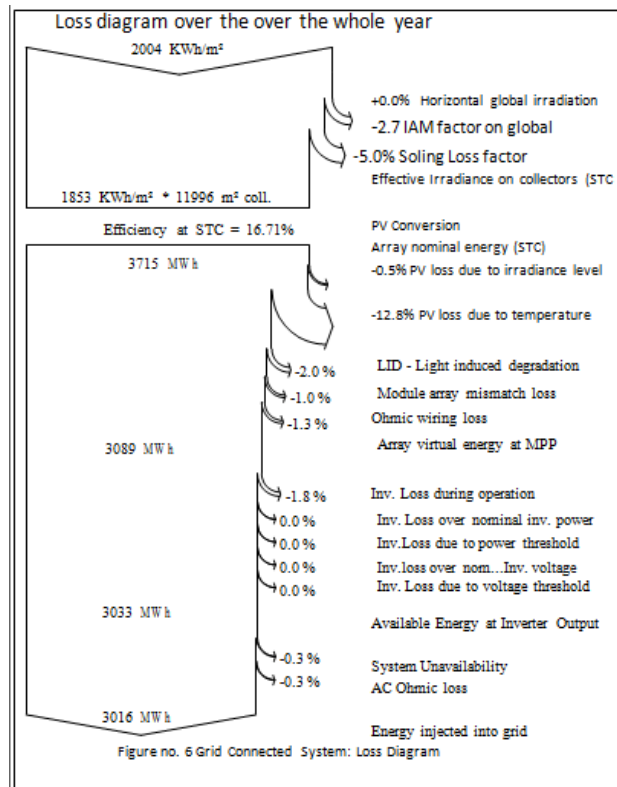 Loss diagram over the over the whole year
2004 KWh/m²
+0.0% Horizontal global irradiation
-2.7 IAM factor on global
-5.0% Soling Loss factor
Effective Irradiance on collectors (STC
1853 KWh/m² * 11996 m² coll.
Efficiency at STC = 16.71%
PV Conversion
Array nominal energy (STC)
3715 MWh
-0.5% PV loss due to irradiance level
-12.8% PV loss due to temperature
-2.0% LID - Light induced degradation
-1.0% Module array mismatch loss
-1.3% Ohmic wiring loss
3089 MWh Array virtual energy at MPP
-1.8% Inv. Loss during operation
0.0% Inv. Loss over nominal inv. power
0.0% Inv.Loss due to power threshold
0.0% Inv.loss over nom...Inv. voltage
0.0% Inv. Loss due to voltage threshold
3033 MWh Available Energy at Inverter Output
-0.3% System Unavailability
-0.3% AC Ohmic loss
3016 MWh Energy injected into grid
Figure no. 6 Grid Connected System: Loss Diagram